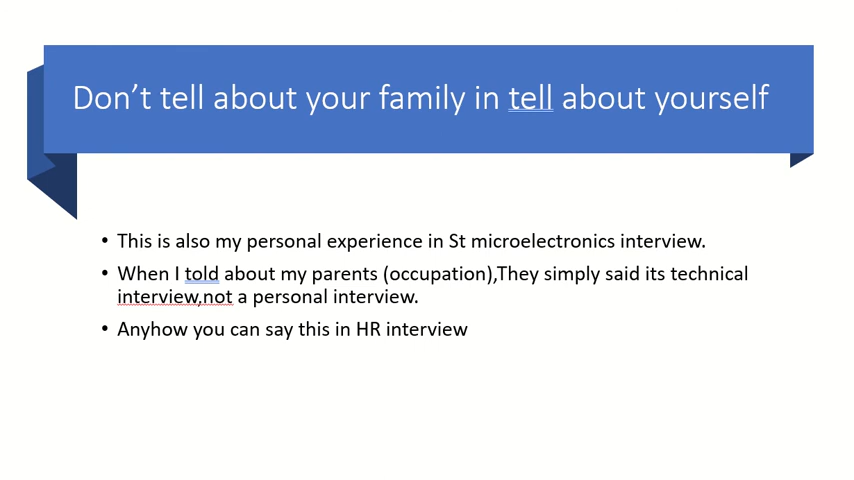 Don’t tell about your family in tell about yourself
• This is also my personal experience in St microelectronics interview.
• When I told about my parents (occupation),They simply said its technical
interview,not a personal interview.
• Anyhow you can say this in HR interview